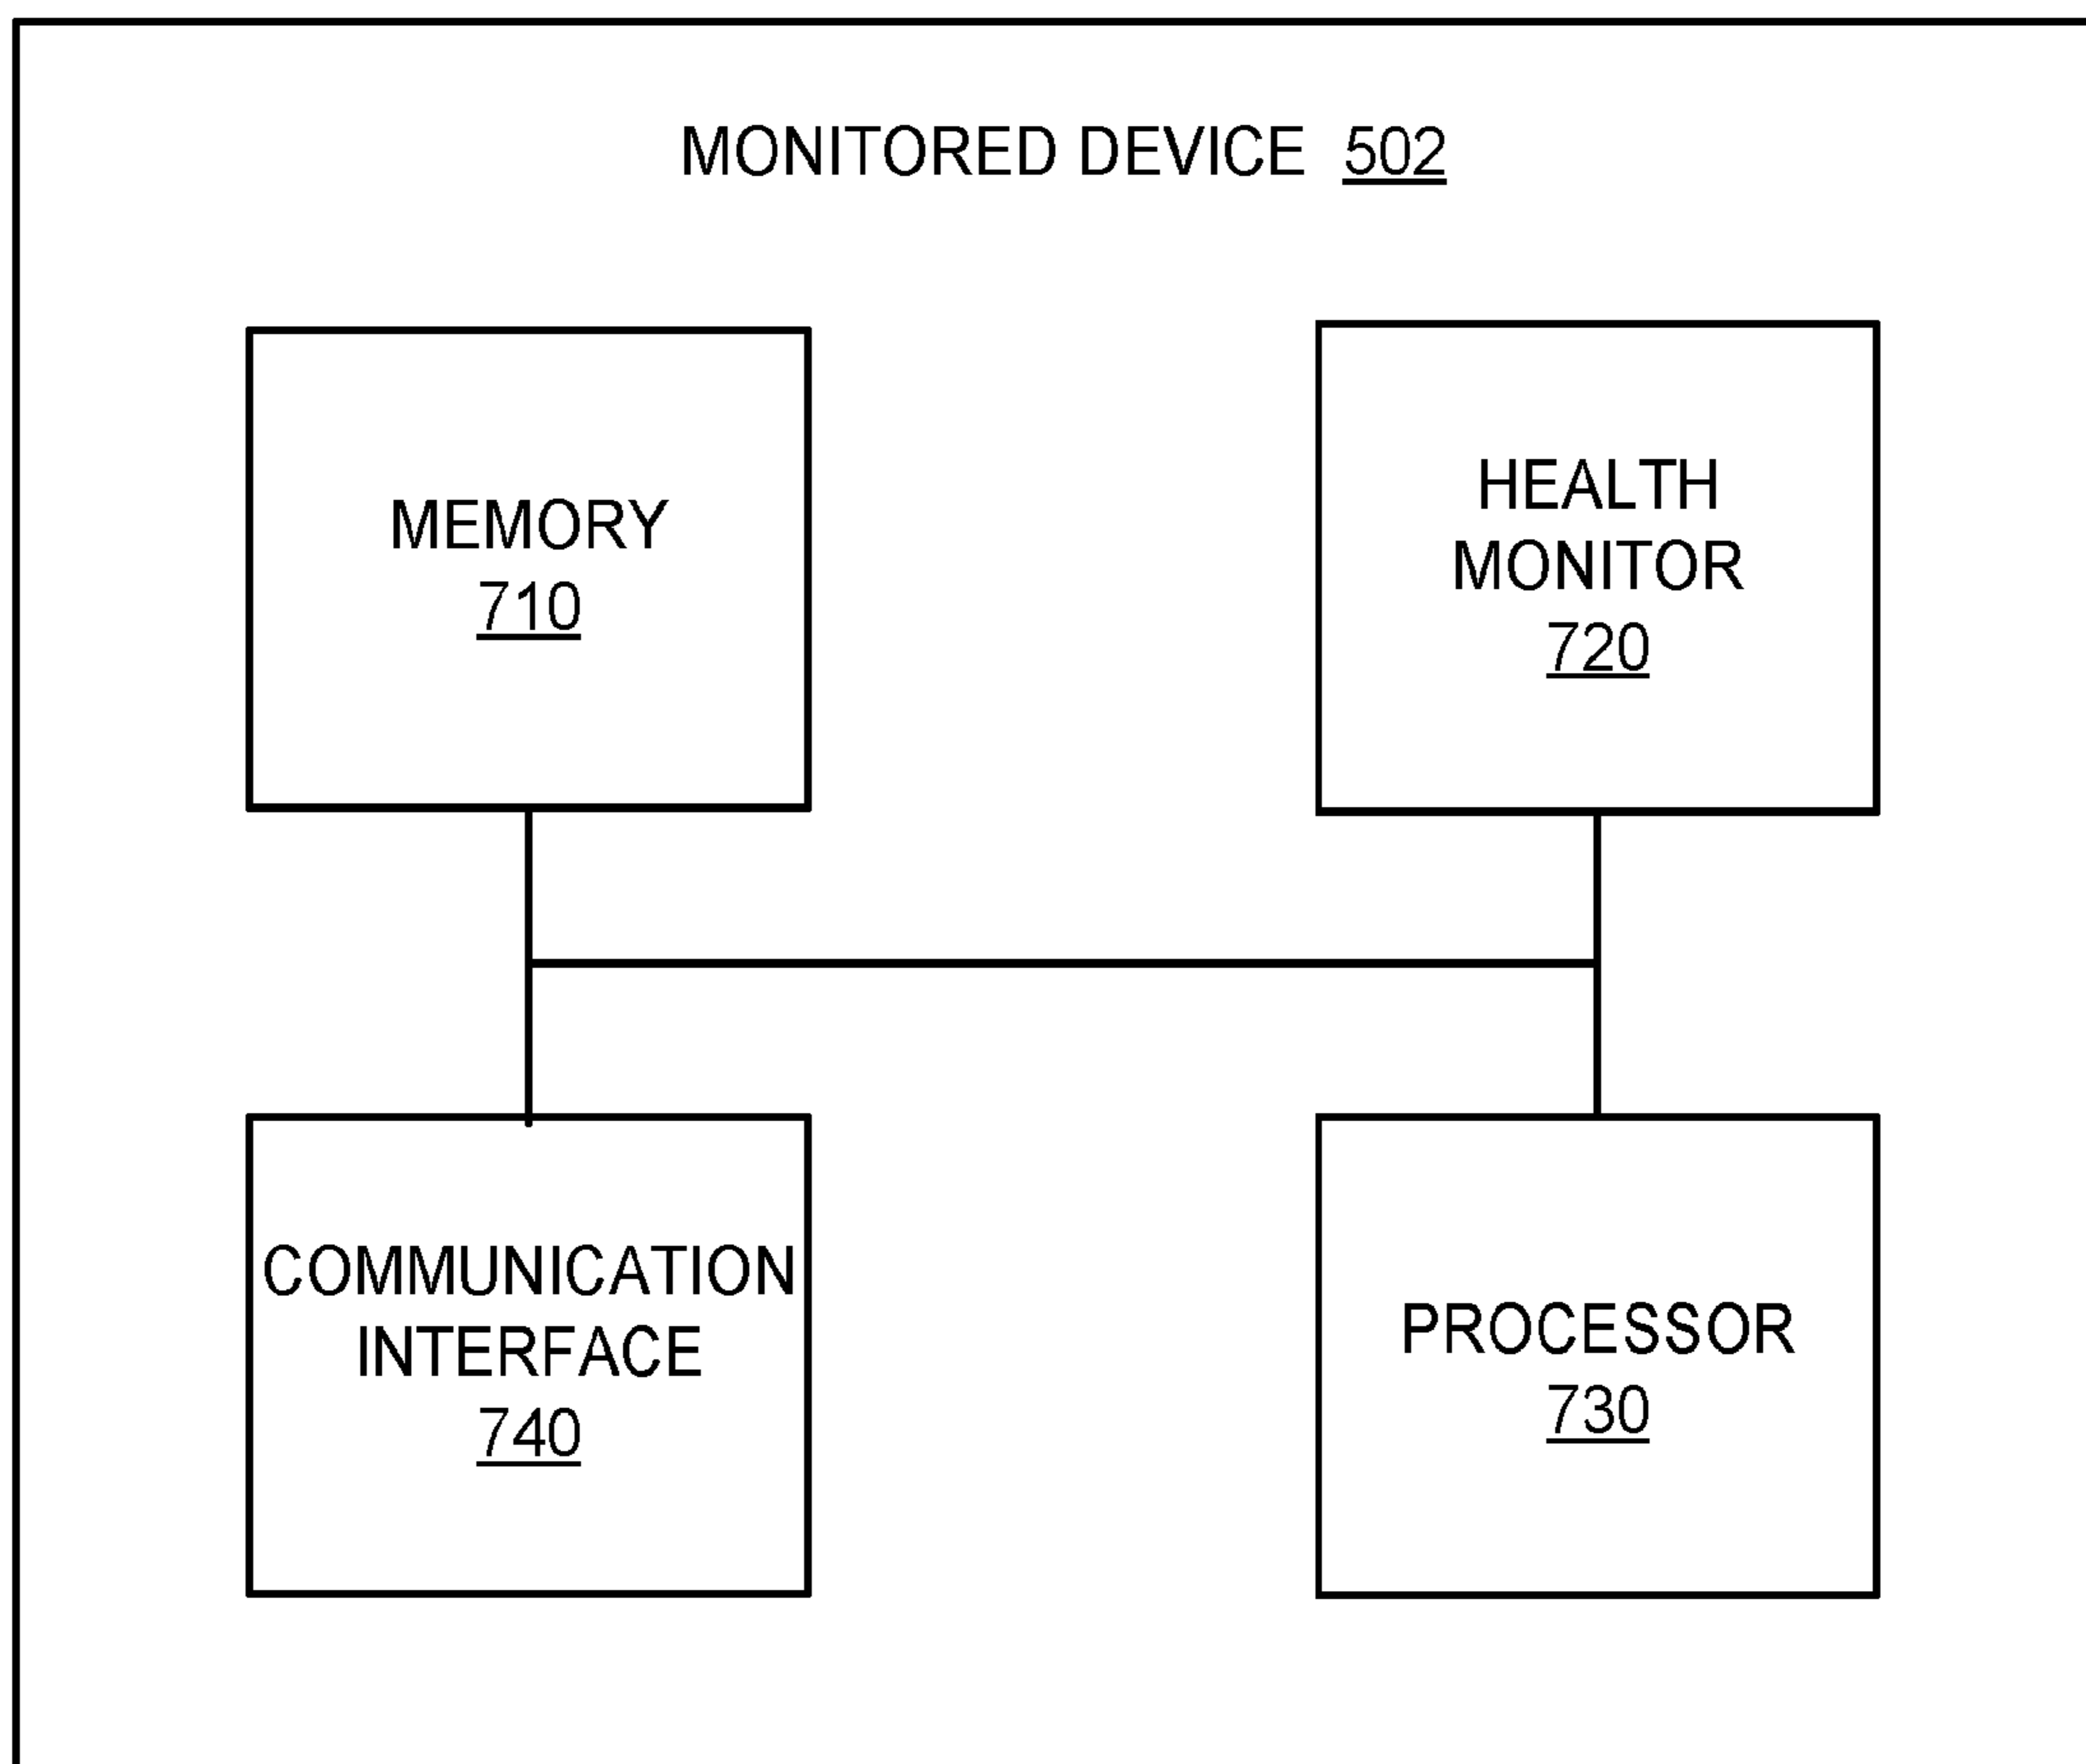 MONITORED DEVICE 502
MEMORY
710
HEALTH
MONITOR
720
COMMUNICATION
INTERFACE
740
PROCESSOR
730